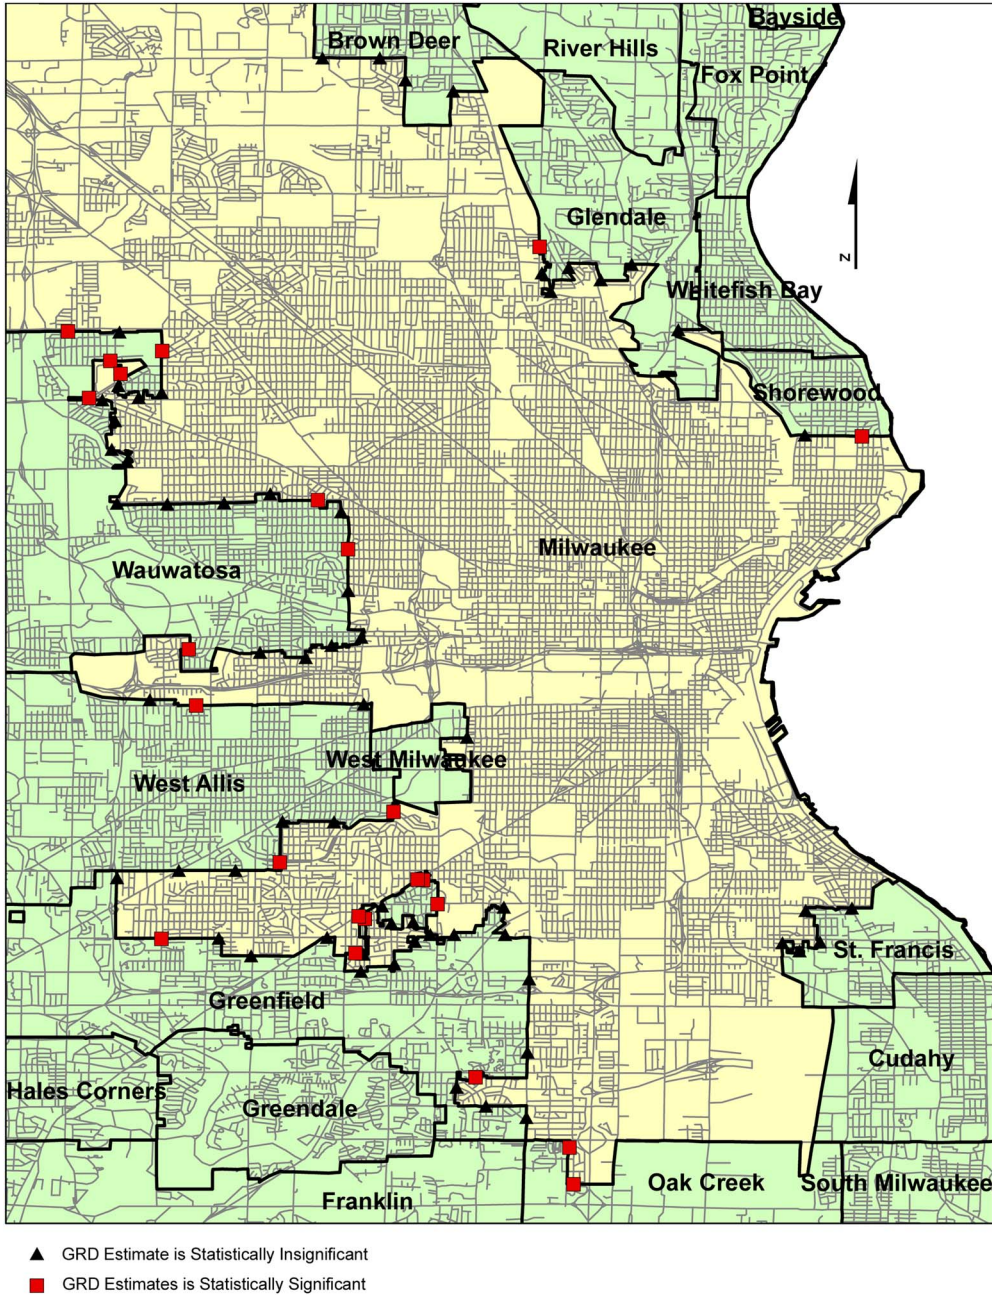 Bayside
Brown Deer
River Hills
Fox Point
Glendale
N
Whitefish Bay
Shorewood
Milwaukee
Wauwatosa
West Milwaukee
West Allis
St. Francis
Greenfield
Cudahy
Hales Corners
Greendale
Oak Creek
South Milwaukee
Franklin
GRD Estimate is Statistically Insignificant
GRD Estimates is Statistically Significant